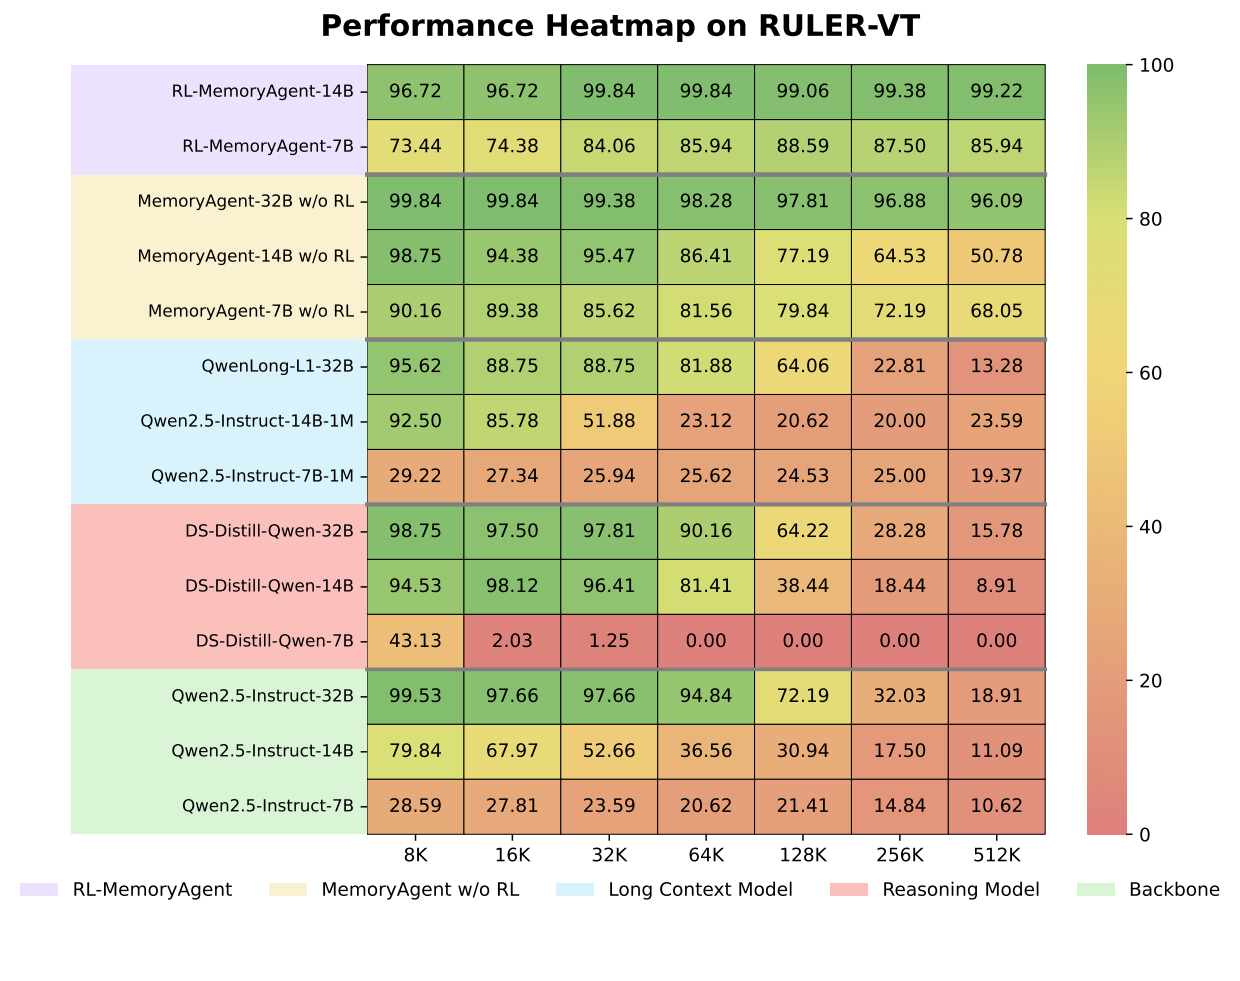 Performance Heatmap on RULER-VT
RL-MemoryAgent-14B 96.72 96.72 99.84 99.84 99.06 99.38 99.22
RL-MemoryAgent-7B 73.44 74.38 84.06 85.94 88.59 87.50 85.94
MemoryAgent-32B w/o RL 99.84 99.84 99.38 98.28 97.81 96.88 96.09
MemoryAgent-14B w/o RL 98.75 94.38 95.47 86.41 77.19 64.53 50.78
MemoryAgent-7B w/o RL 90.16 89.38 85.62 81.56 79.84 72.19 68.05
QwenLong-L1-32B 95.62 88.75 88.75 81.88 64.06 22.81 13.28
Qwen2.5-Instruct-14B-1M 92.50 85.78 51.88 23.12 20.62 20.00 23.59
Qwen2.5-Instruct-7B-1M 29.22 27.34 25.94 25.62 24.53 25.00 19.37
DS-Distill-Qwen-32B 98.75 97.50 97.81 90.16 64.22 28.28 15.78
DS-Distill-Qwen-14B 94.53 98.12 96.41 81.41 38.44 18.44 8.91
DS-Distill-Qwen-7B 43.13 2.03 1.25 0.00 0.00 0.00 0.00
Qwen2.5-Instruct-32B 99.53 97.66 97.66 94.84 72.19 32.03 18.91
Qwen2.5-Instruct-14B 79.84 67.97 52.66 36.56 30.94 17.50 11.09
Qwen2.5-Instruct-7B 28.59 27.81 23.59 20.62 21.41 14.84 10.62
8K 16K 32K 64K 128K 256K 512K
100
80
60
40
20
0
RL-MemoryAgent MemoryAgent w/o RL Long Context Model Reasoning Model Backbone